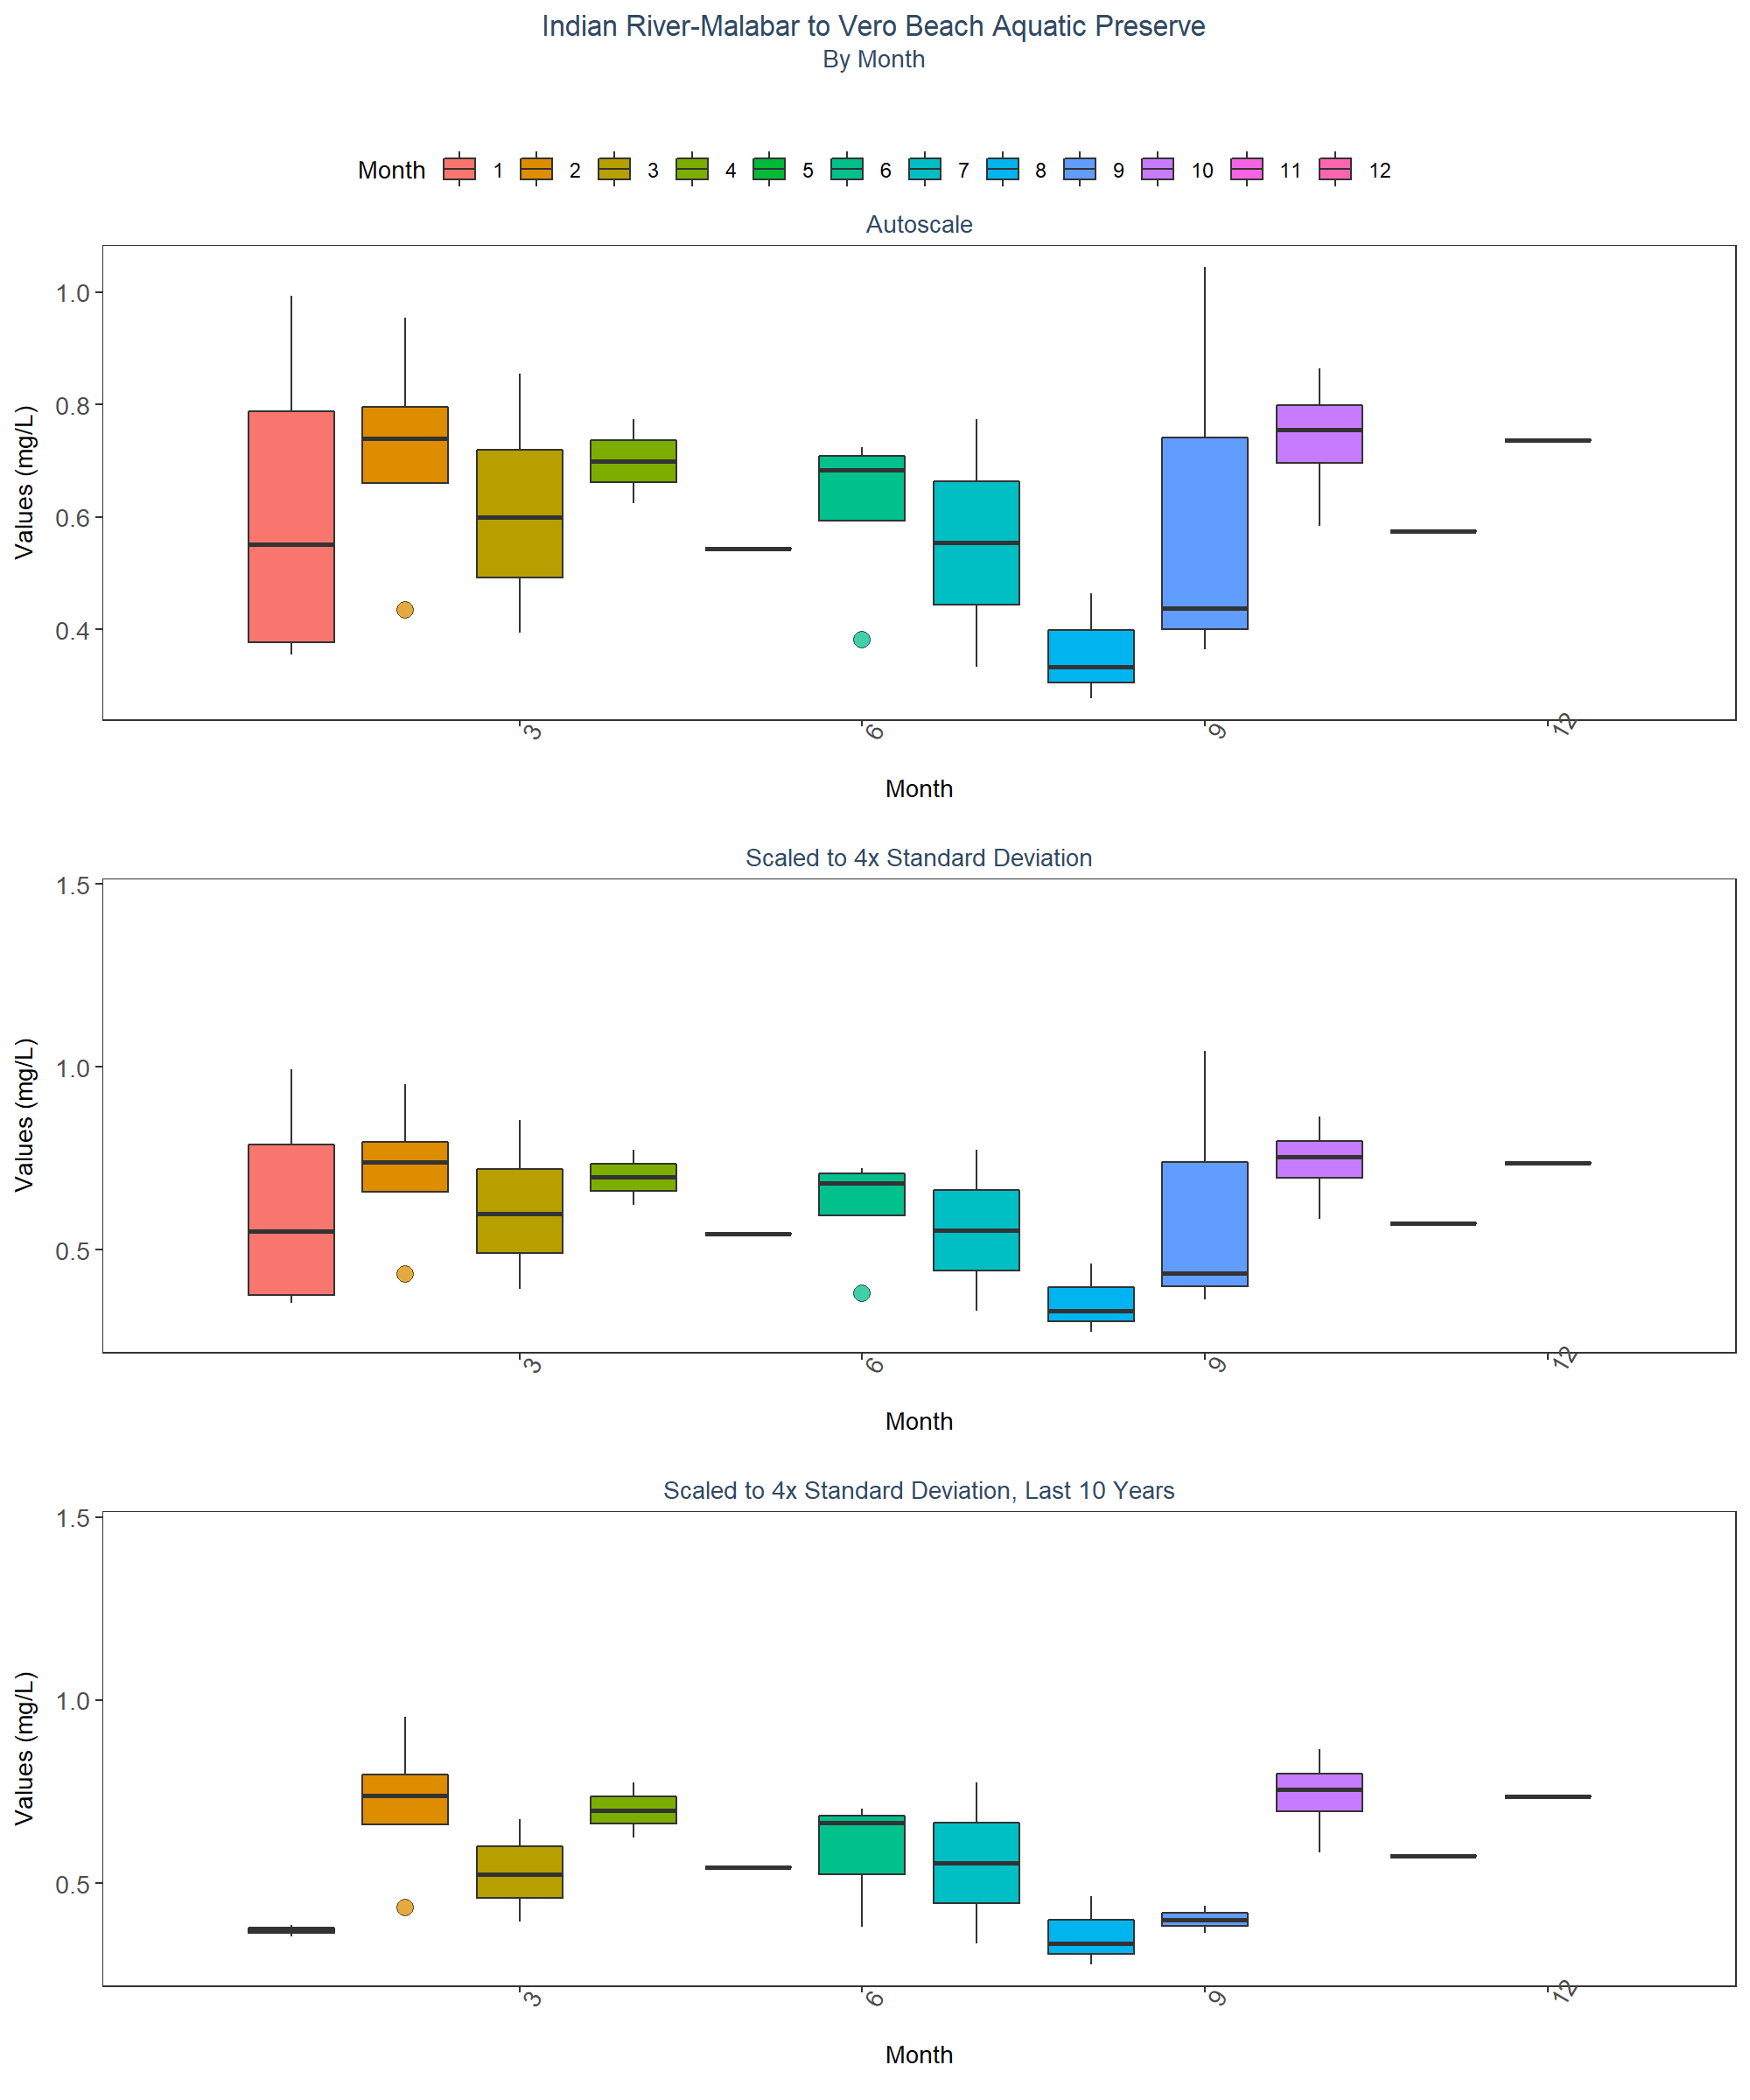 Indian River-Malabar to Vero Beach Aquatic Preserve
By Month
Month 1 2 3 4 5 6 7 8 9 10 11 12
Autoscale
Values (mg/L)
1.0
0.8
0.6
0.4
3 6 9 12
Month
Scaled to 4x Standard Deviation
Values (mg/L)
1.5
1.0
0.5
3 6 9 12
Month
Scaled to 4x Standard Deviation, Last 10 Years
Values (mg/L)
1.5
1.0
0.5
3 6 9 12
Month